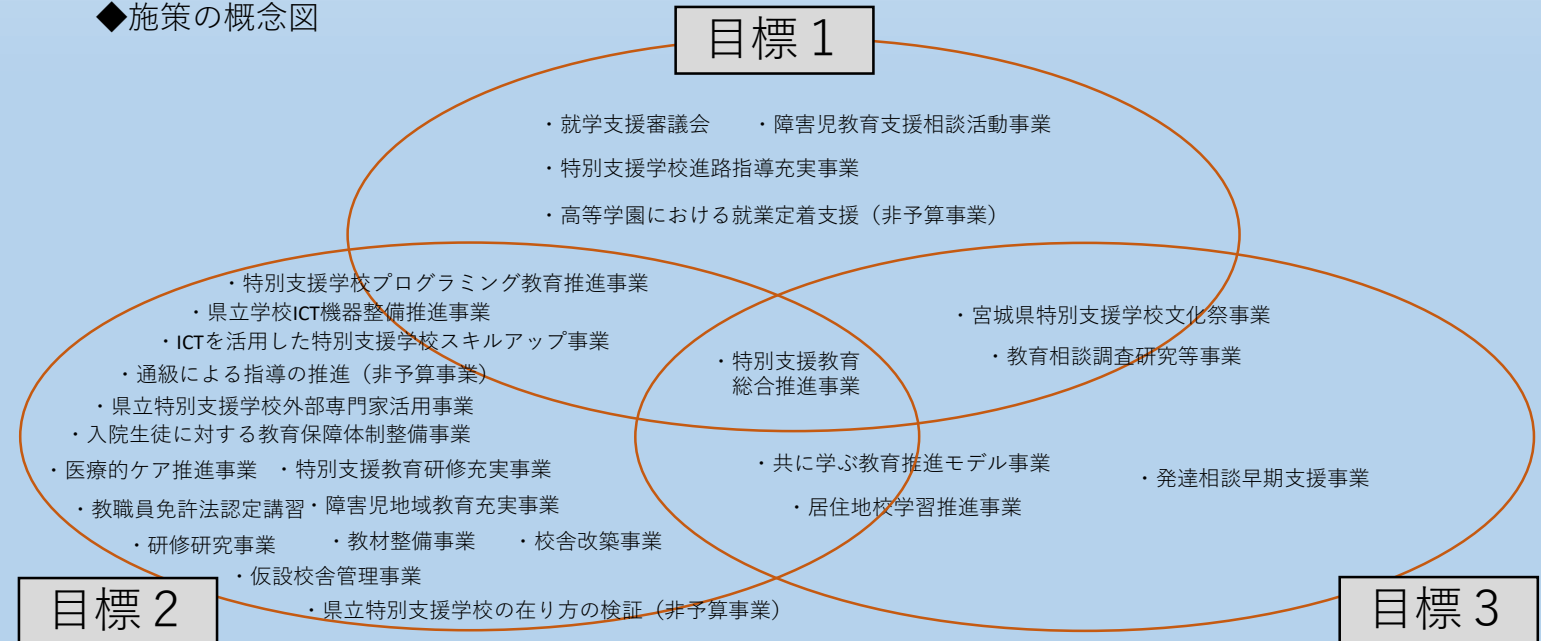 ◆施策の概念図
目標１
・就学支援審議会　・障害児教育支援相談活動事業
・特別支援学校進路指導充実事業
・高等学園における就業定着支援（非予算事業）
・特別支援学校プログラミング教育推進事業
・県立学校ICT機器整備推進事業
・ICTを活用した特別支援学校スキルアップ事業
・通級による指導の推進（非予算事業）
・県立特別支援学校外部専門家活用事業
・入院生徒に対する教育保障体制整備事業
・医療的ケア推進事業　・特別支援教育研修充実事業
・教職員免許法認定講習・障害児地域教育充実事業
・研修研究事業　・教材整備事業　・校舎改築事業
・仮設校舎管理事業
・県立特別支援学校の在り方の検証（非予算事業）
目標２
・特別支援教育
総合推進事業
・宮城県特別支援学校文化祭事業
・教育相談調査研究等事業
・共に学ぶ教育推進モデル事業
・居住地校学習推進事業
・発達相談早期支援事業
目標３